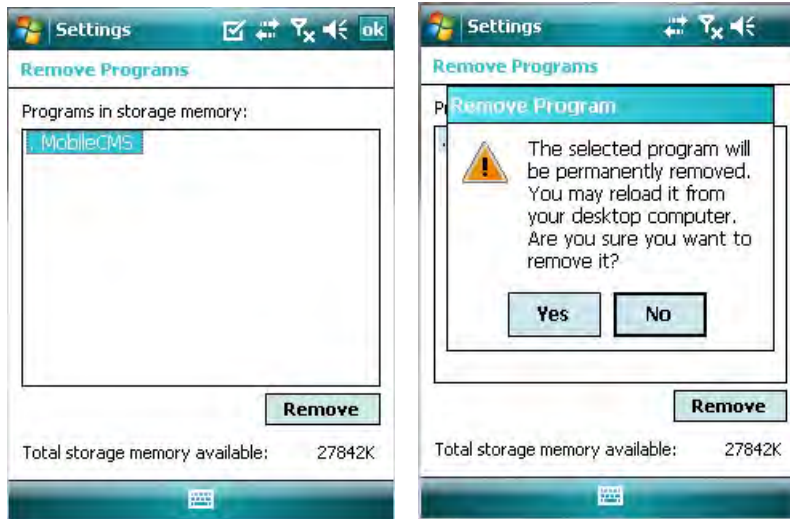 Settings
ok
Remove Programs
Programs in storage memory:
. MobileCMS
Remove
Total storage memory available: 27842K
Settings
Remove Programs
Remove Program
The selected program will
be permanently removed.
You may reload it from
your desktop computer.
Are you sure you want to
remove it?
Yes No
Remove
Total storage memory available: 27842K